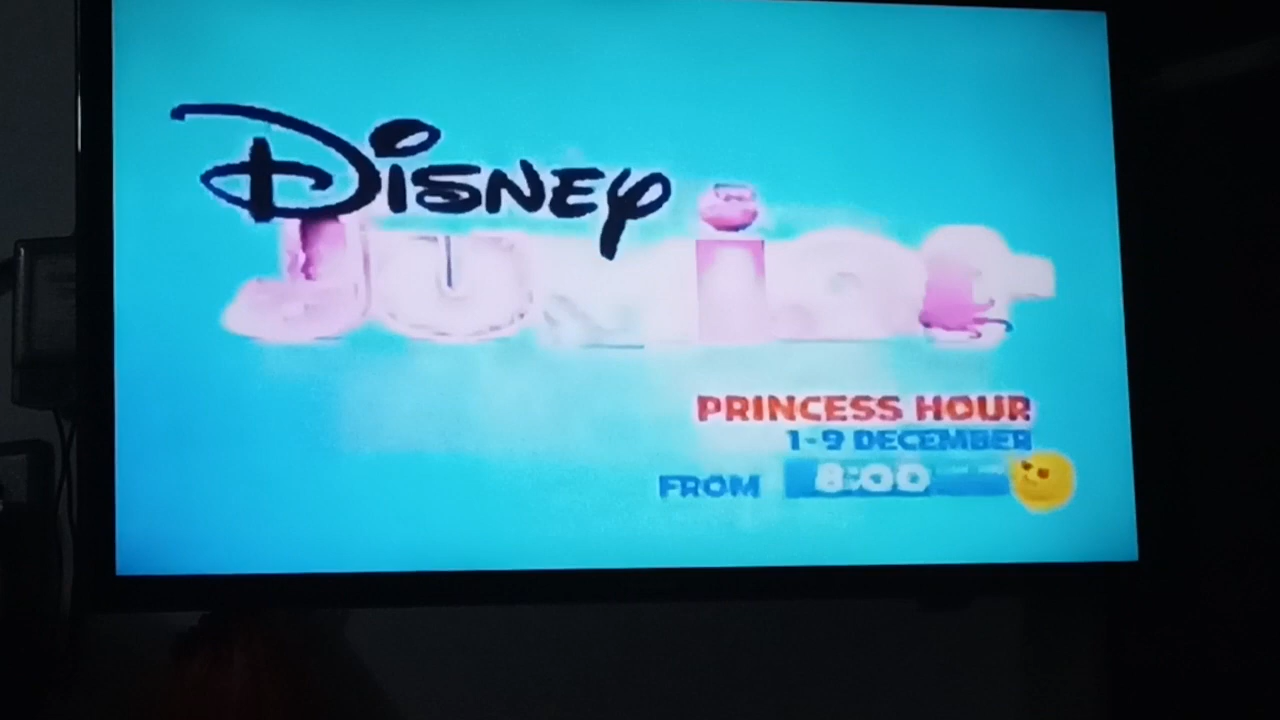 DISNEY
JUNIOR
PRINCESS HOUR
1-9 DECEMBER
FROM 8:00